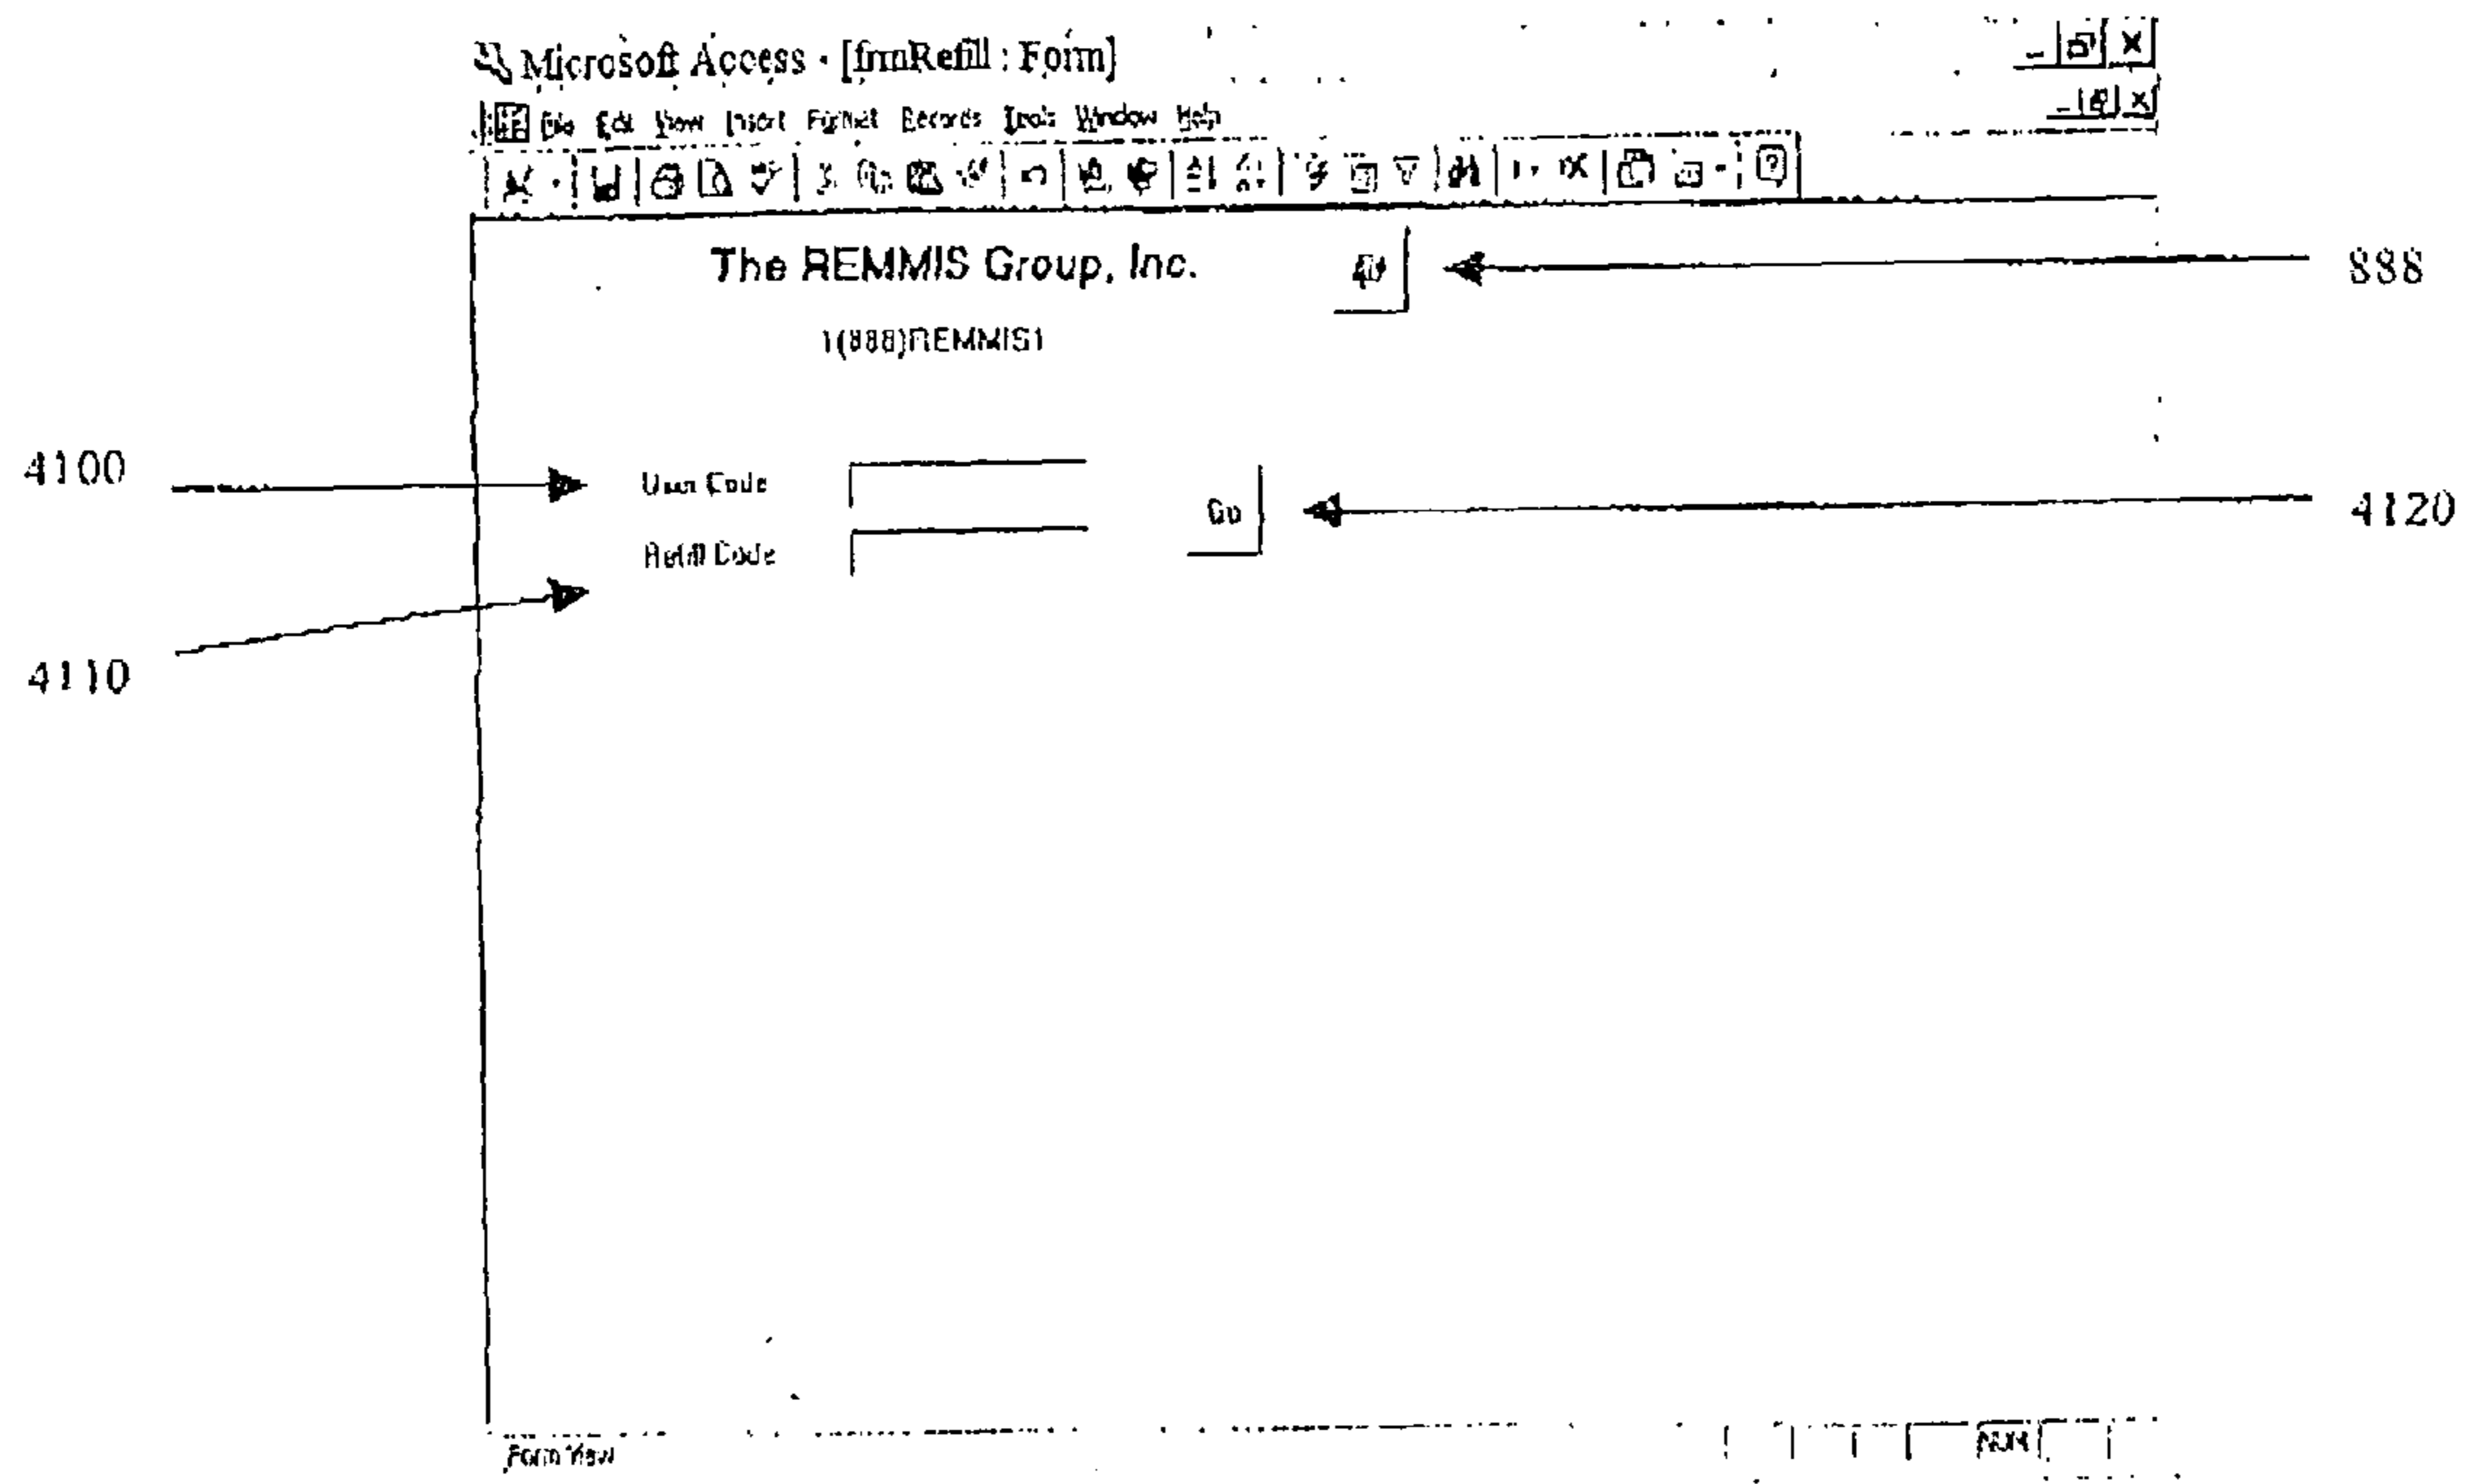 Microsoft Access - [frmRefill : Form]
File Edit View Insert Format Records Tools Window Help
The REMMIS Group, Inc.
888
1(888)REMMIS1
4100
User Code
Go
4120
Refill Code
4110
Form View
NUM